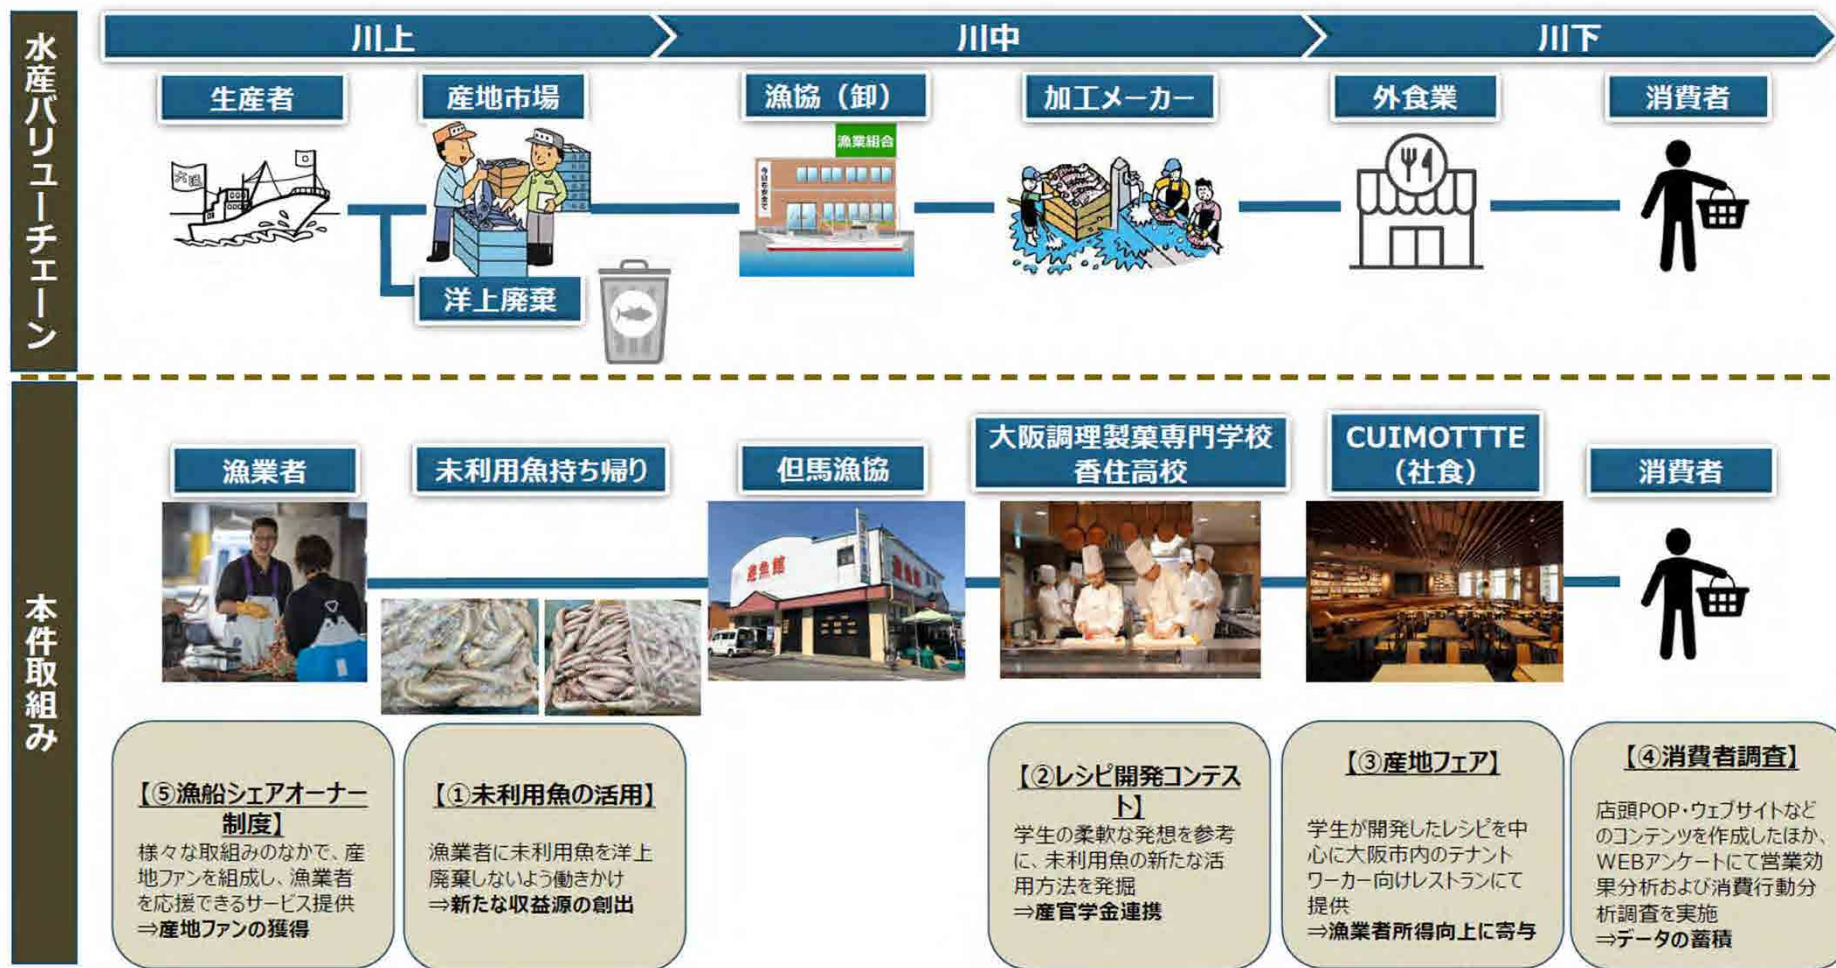 水産バリューチェーン
川上
川中
川下
生産者
産地市場
漁協（卸）
加工メーカー
外食業
消費者
大漁
漁業組合
今日も安全で
洋上廃棄
本件取組み
漁業者
未利用魚持ち帰り
但馬漁協
大阪調理製菓専門学校
香住高校
CUIMOTTTE
（社食）
消費者
遊魚館
【⑤漁船シェアオーナー
制度】
様々な取組みのなかで、産
地ファンを組成し、漁業者
を応援できるサービス提供
⇒産地ファンの獲得
【①未利用魚の活用】
漁業者に未利用魚を洋上
廃棄しないよう働きかけ
⇒新たな収益源の創出
【②レシピ開発コンテス
ト】
学生の柔軟な発想を参考
に、未利用魚の新たな活
用方法を発掘
⇒産官学金連携
【③産地フェア】
学生が開発したレシピを中
心に大阪市内のテナント
ワーカー向けレストランにて
提供
⇒漁業者所得向上に寄与
【④消費者調査】
店頭POP・ウェブサイトなど
のコンテンツを作成したほか、
WEBアンケートにて営業効
果分析および消費行動分
析調査を実施
⇒データの蓄積